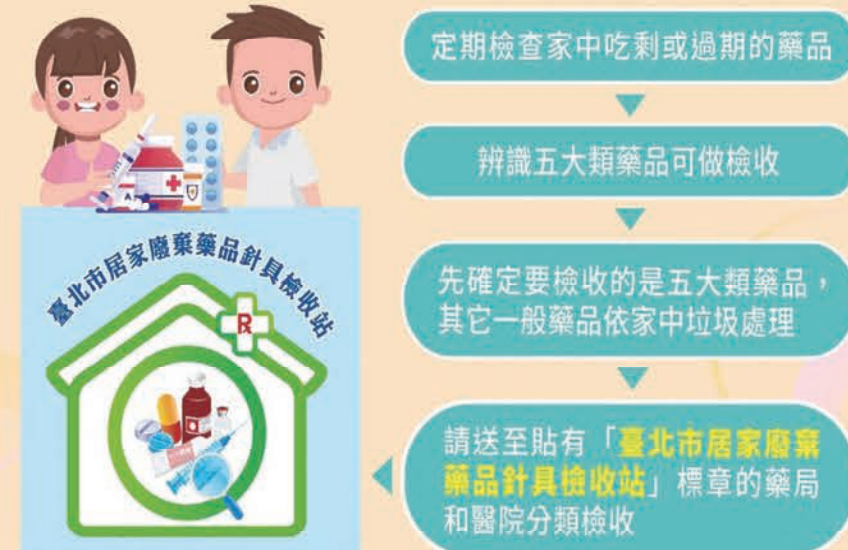 定期檢查家中吃剩或過期的藥品
辨識五大類藥品可做檢收
先確定要檢收的是五大類藥品，
其它一般藥品依家中垃圾處理
請送至貼有「臺北市居家廢棄
藥品針具檢收站」標章的藥局
和醫院分類檢收
臺北市居家廢棄藥品針具檢收站
R